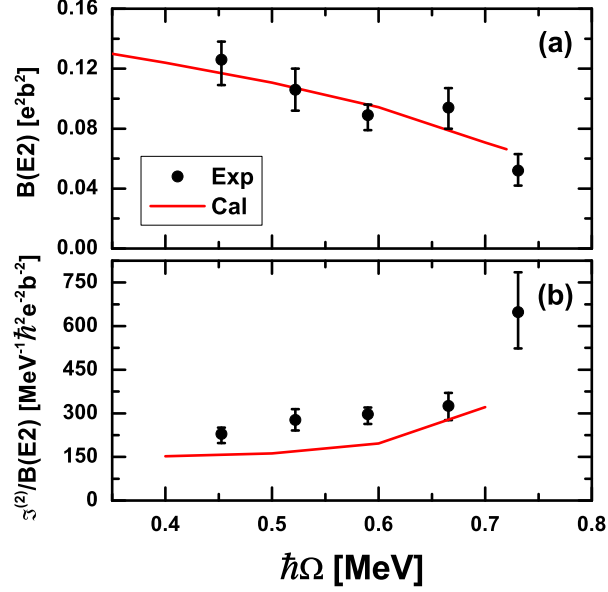 0.16
(a)
0.12
0.08
0.04
0.00
B(E2) [e²b²]
Exp
Cal
(b)
750
600
450
300
150
0
ℑ⁽²⁾/B(E2) [MeV⁻¹ℏ²e⁻²b⁻²]
0.4 0.5 0.6 0.7 0.8
ℏΩ [MeV]